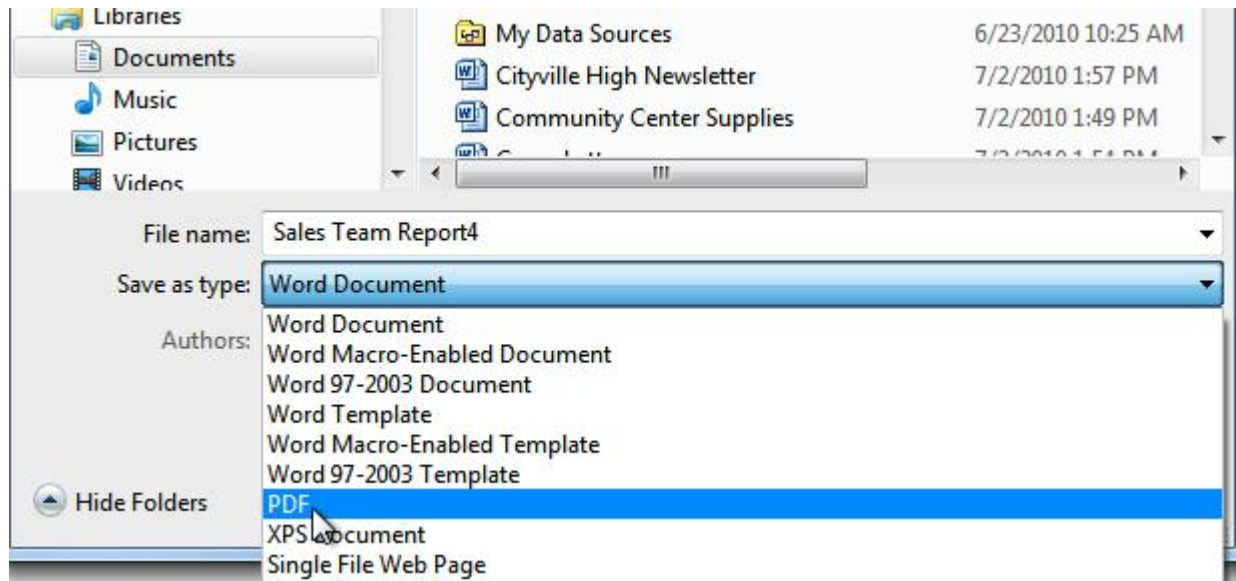 Libraries
Documents
Music
Pictures
Videos
My Data Sources 6/23/2010 10:25 AM
Cityville High Newsletter 7/2/2010 1:57 PM
Community Center Supplies 7/2/2010 1:49 PM
File name: Sales Team Report4
Save as type: Word Document
Authors:
Word Document
Word Macro-Enabled Document
Word 97-2003 Document
Word Template
Word Macro-Enabled Template
Word 97-2003 Template
Hide Folders
PDF
XPS Document
Single File Web Page